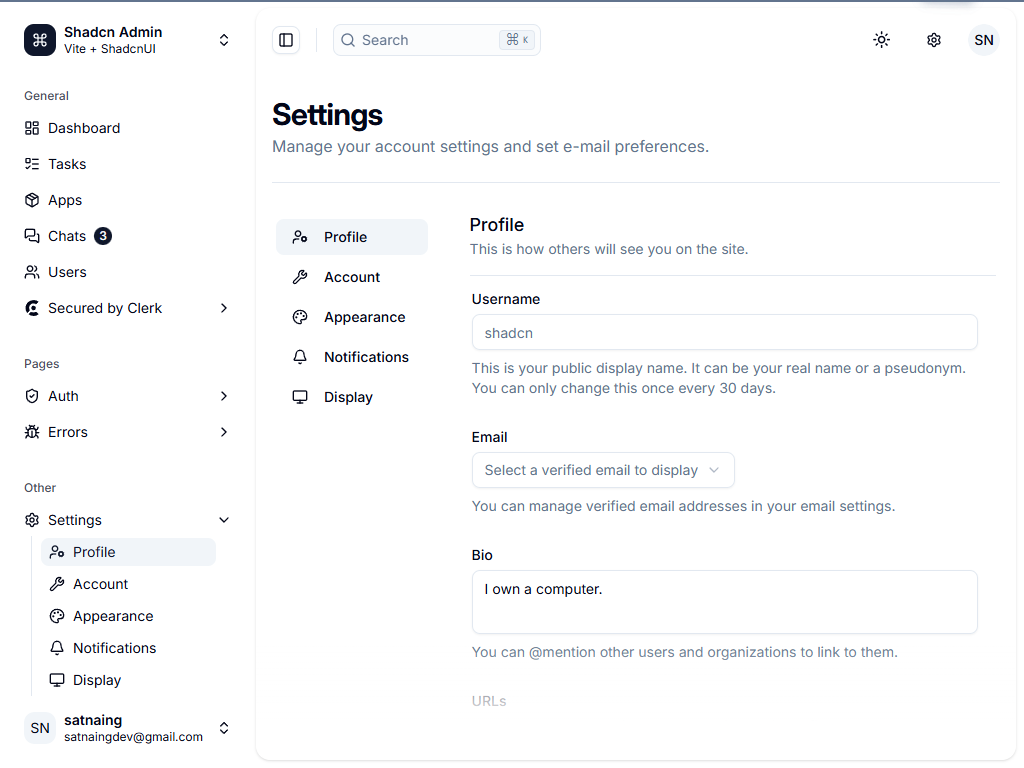 Shadcn Admin
Vite + ShadcnUI
General
Dashboard
Tasks
Apps
Chats 3
Users
Secured by Clerk
Pages
Auth
Errors
Other
Settings
Profile
Account
Appearance
Notifications
Display
SN
satnaing
satnaingdev@gmail.com
Search ⌘ K
SN
Settings
Manage your account settings and set e-mail preferences.
Profile
Account
Appearance
Notifications
Display
Profile
This is how others will see you on the site.
Username
shadcn
This is your public display name. It can be your real name or a pseudonym.
You can only change this once every 30 days.
Email
Select a verified email to display
You can manage verified email addresses in your email settings.
Bio
I own a computer.
You can @mention other users and organizations to link to them.
URLs